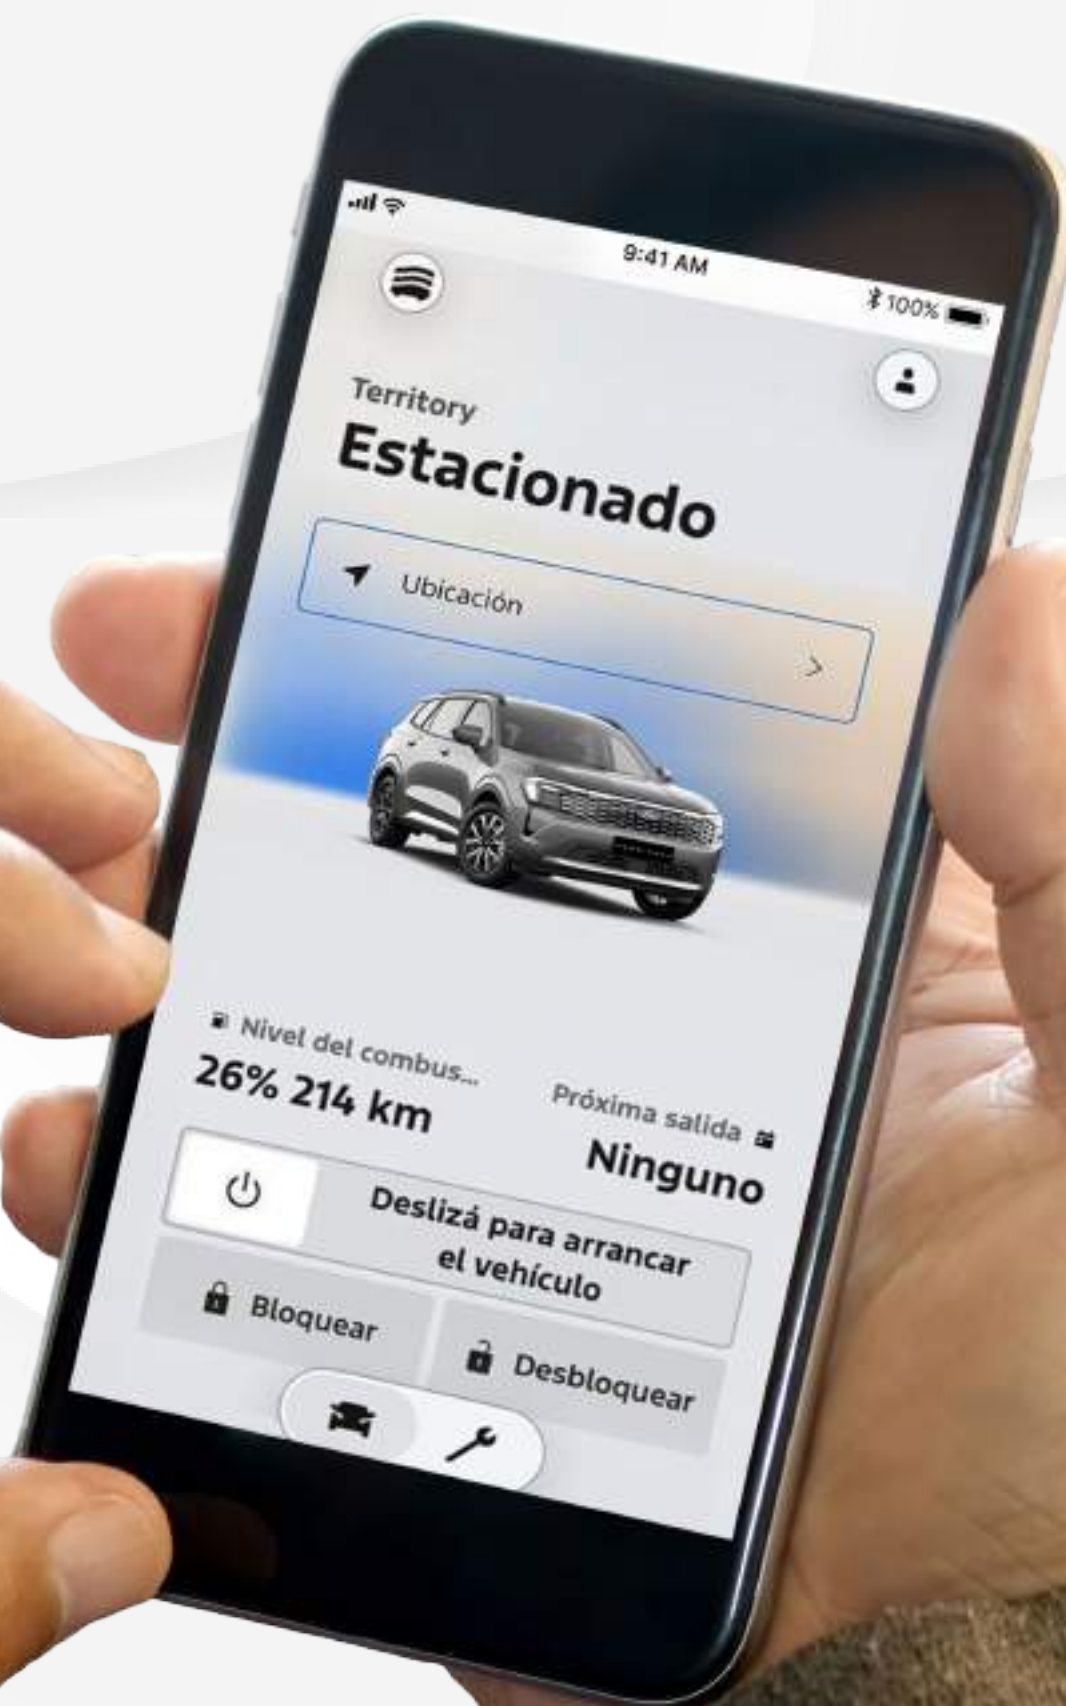 9:41 AM
100%
Territory
Estacionado
Ubicación
Nivel del combus...
26% 214 km
Próxima salida
Ninguno
Deslizá para arrancar
el vehículo
Bloquear
Desbloquear